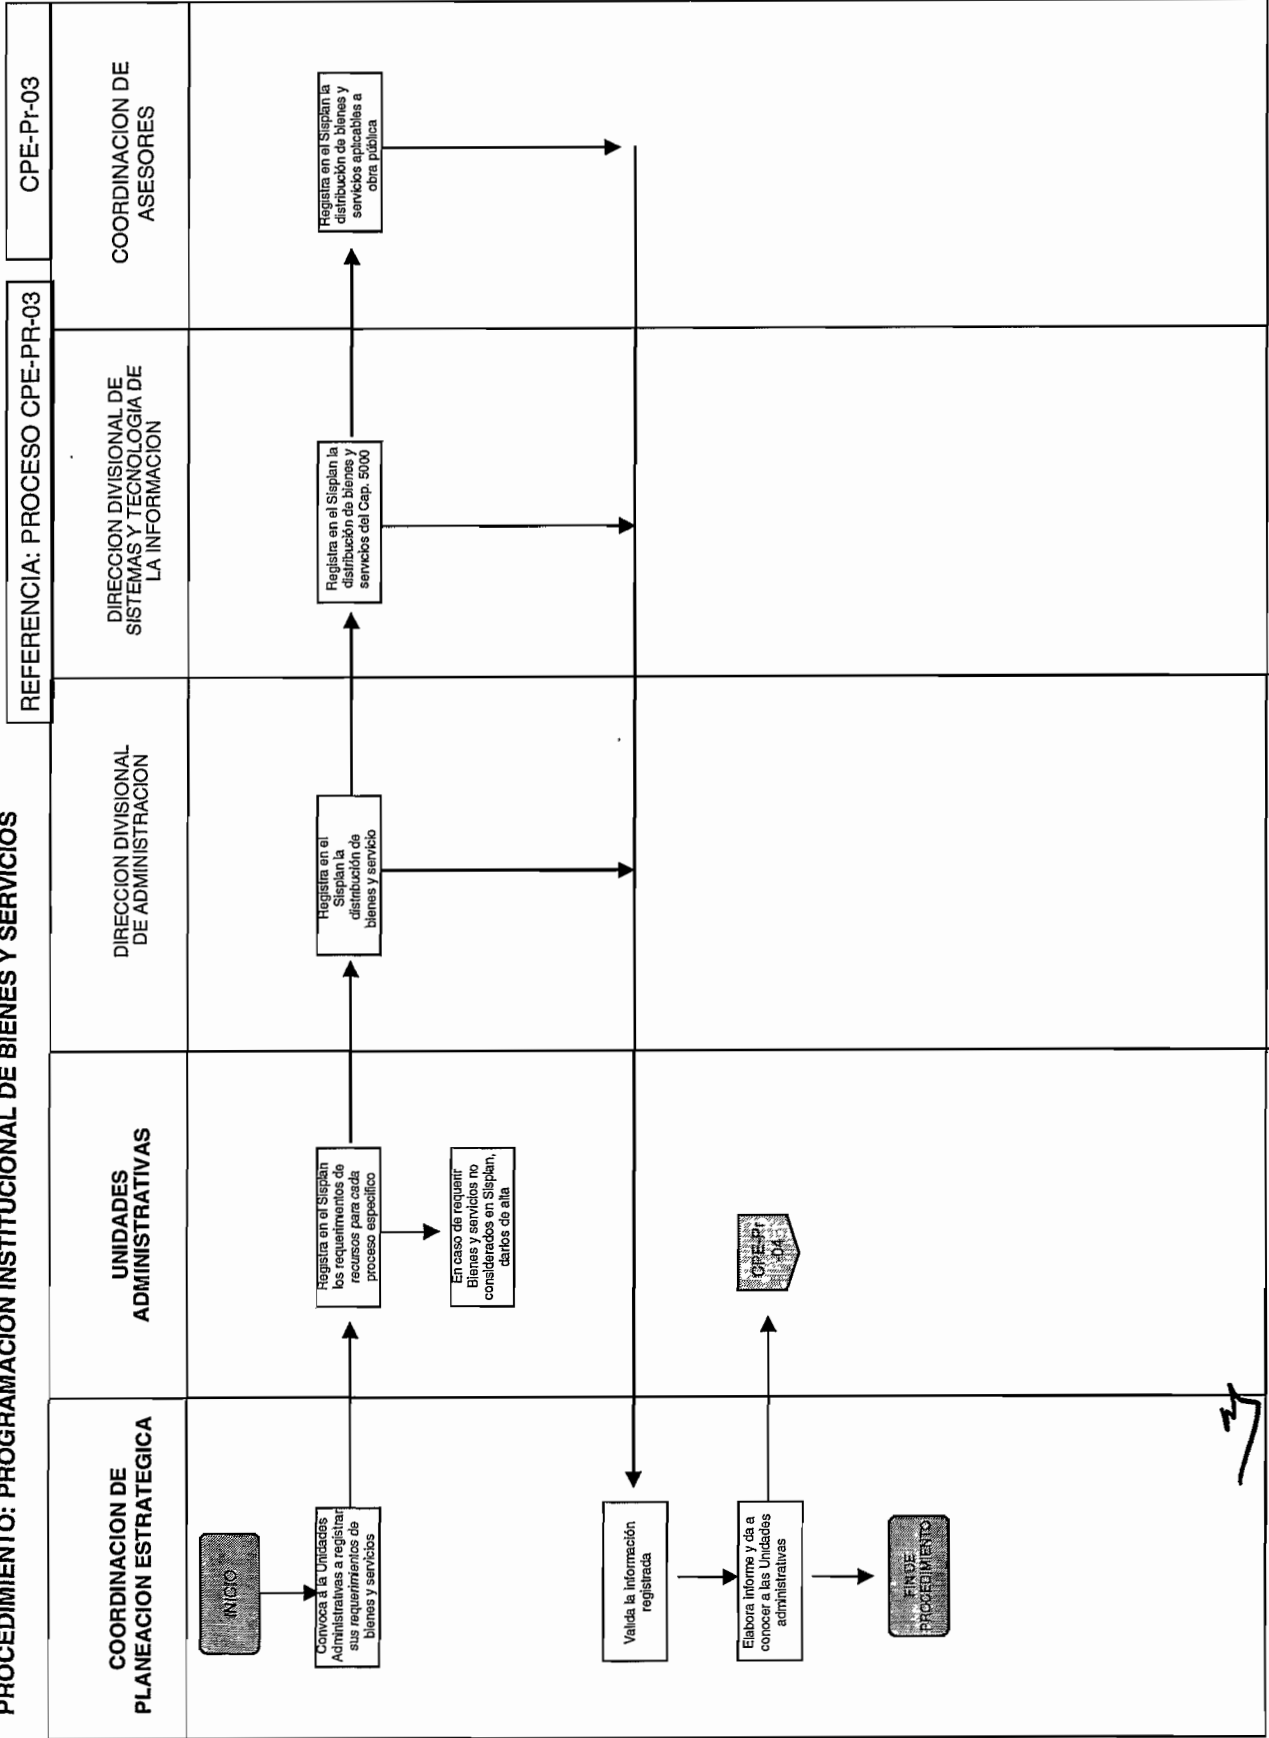 PROCEDIMIENTO: PROGRAMACION INSTITUCIONAL DE BIENES Y SERVICIOS
REFERENCIA: PROCESO CPE-PR-03
CPE-Pr-03
COORDINACION DE
PLANEACION ESTRATEGICA
UNIDADES
ADMINISTRATIVAS
DIRECCION DIVISIONAL
DE ADMINISTRACION
DIRECCION DIVISIONAL DE
SISTEMAS Y TECNOLOGIA DE
LA INFORMACION
COORDINACION DE
ASESORES
INICIO
Convoca a la Unidades
Administrativas a registrar
sus requerimientos de
bienes y servicios
Registra en el Sisplan
los requerimientos de
recursos para cada
proceso especifico
Registra en el
Sisplan la
distribución de
bienes y servicio
Registra en el Sisplan la
distribución de bienes y
servicios del Cap. 5000
Registra en el Sisplan la
distribución de bienes y
servicios aplicables a
obra pública
En caso de requerir
Bienes y servicios no
considerados en Sisplan,
darlos de alta
Valida la información
registrada
Elabora informe y da a
conocer a las Unidades
administrativas
CPE-Pr
-04
FIN DE
PROCEDIMIENTO